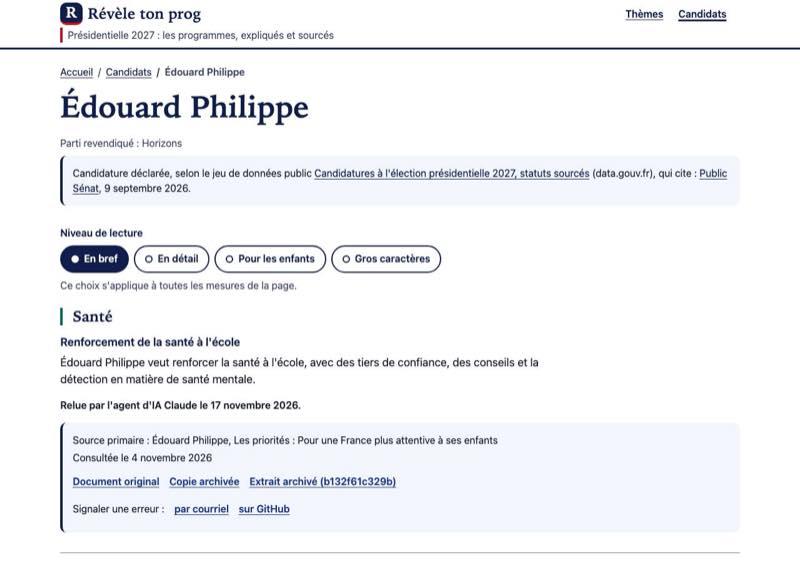 R Révèle ton prog
Thèmes Candidats
Présidentielle 2027 : les programmes, expliqués et sourcés
Accueil / Candidats / Édouard Philippe
Édouard Philippe
Parti revendiqué : Horizons
Candidature déclarée, selon le jeu de données public Candidatures à l'élection présidentielle 2027, statuts sourcés (data.gouv.fr), qui cite : Public
Sénat, 9 septembre 2026.
Niveau de lecture
En bref En détail Pour les enfants Gros caractères
Ce choix s'applique à toutes les mesures de la page.
Santé
Renforcement de la santé à l'école
Édouard Philippe veut renforcer la santé à l'école, avec des tiers de confiance, des conseils et la
détection en matière de santé mentale.
Relue par l'agent d'IA Claude le 17 novembre 2026.
Source primaire : Édouard Philippe, Les priorités : Pour une France plus attentive à ses enfants
Consultée le 4 novembre 2026
Document original Copie archivée Extrait archivé (b132f61c329b)
Signaler une erreur : par courriel sur GitHub